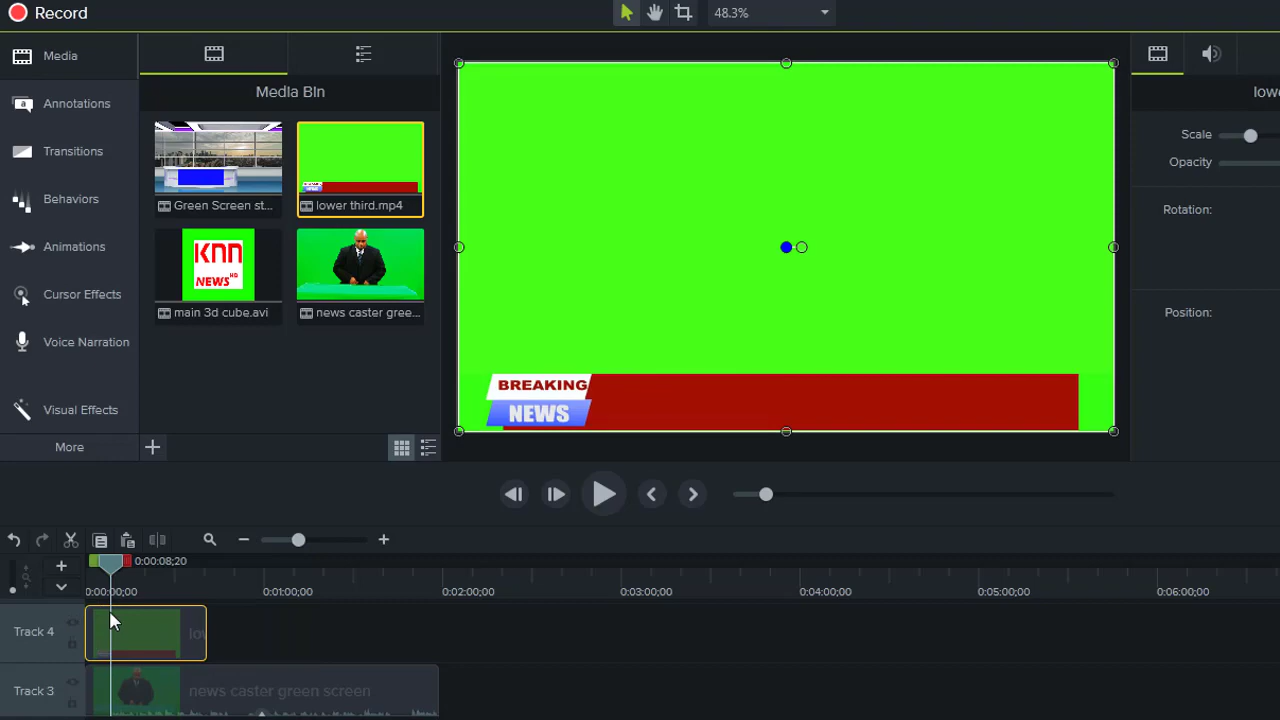 Record
48.3%
Media
Annotations
Transitions
Behaviors
Animations
Cursor Effects
Voice Narration
Visual Effects
More
Media Bin
Green Screen st...
lower third.mp4
KNN
NEWS HD
main 3d cube.avi
news caster gree...
BREAKING
NEWS
lowe
Scale
Opacity
Rotation:
Position:
0:00:08;20
0:00:00;00
0:01:00;00
0:02:00;00
0:03:00;00
0:04:00;00
0:05:00;00
0:06:00;00
Track 4
lov
Track 3
news caster green screen